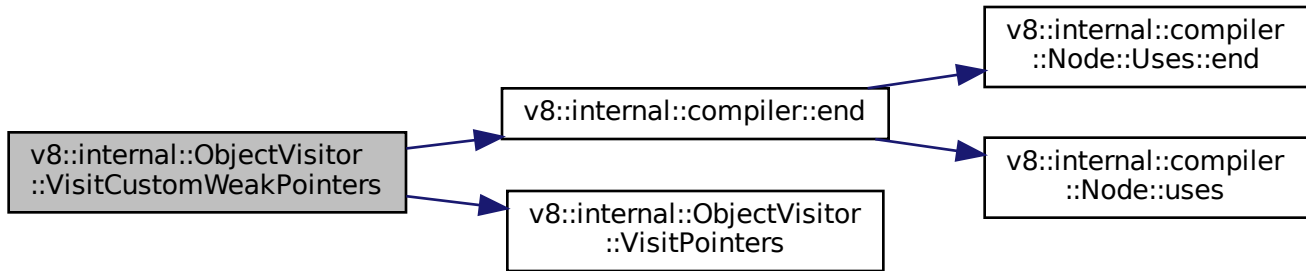 v8::internal::ObjectVisitor
::VisitCustomWeakPointers
v8::internal::compiler::end
v8::internal::ObjectVisitor
::VisitPointers
v8::internal::compiler
::Node::Uses::end
v8::internal::compiler
::Node::uses